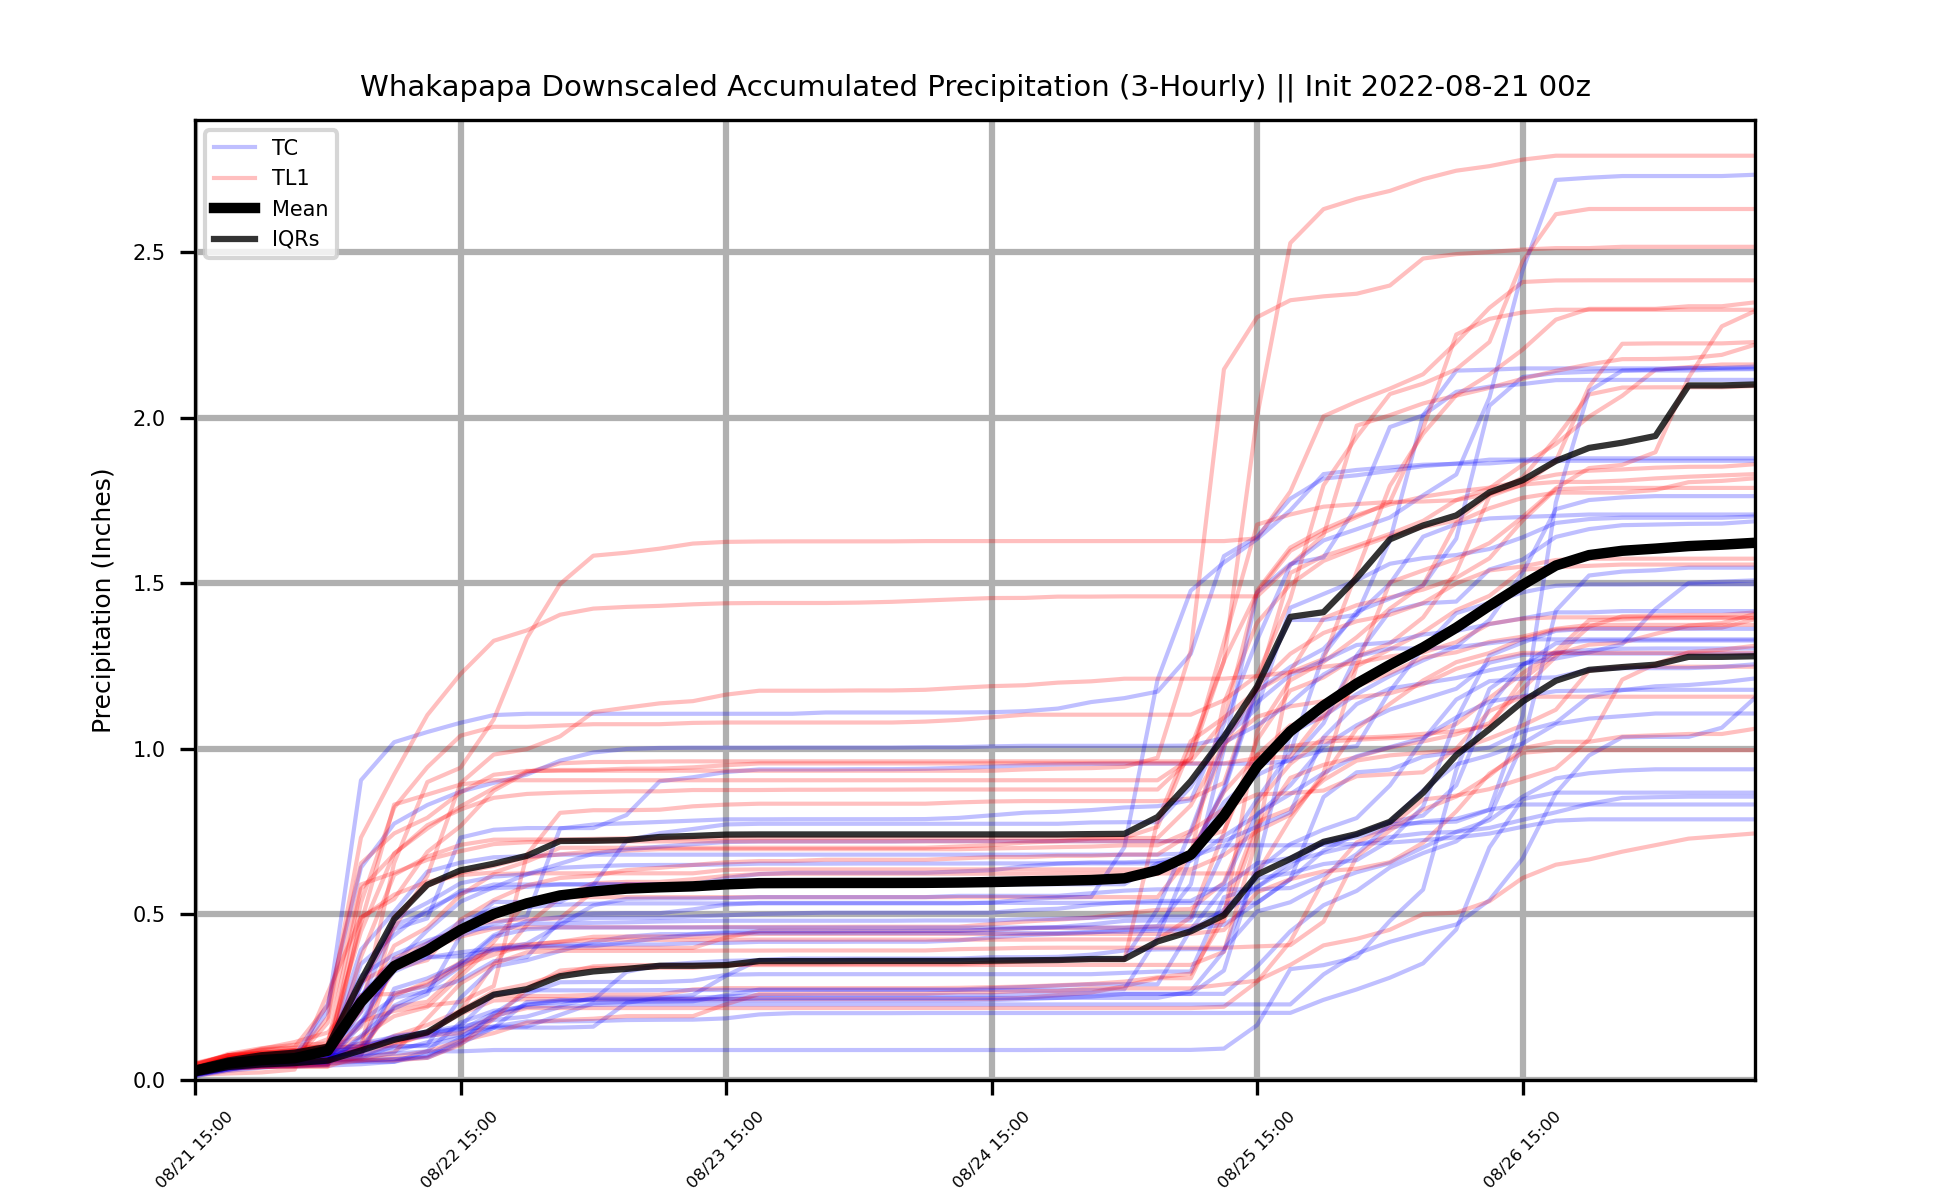 Whakapapa Downscaled Accumulated Precipitation (3-Hourly) || Init 2022-08-21 00z
TC
TL1
Mean
IQRs
Precipitation (Inches)
2.5
2.0
1.5
1.0
0.5
0.0
08/21 15:00
08/22 15:00
08/23 15:00
08/24 15:00
08/25 15:00
08/26 15:00